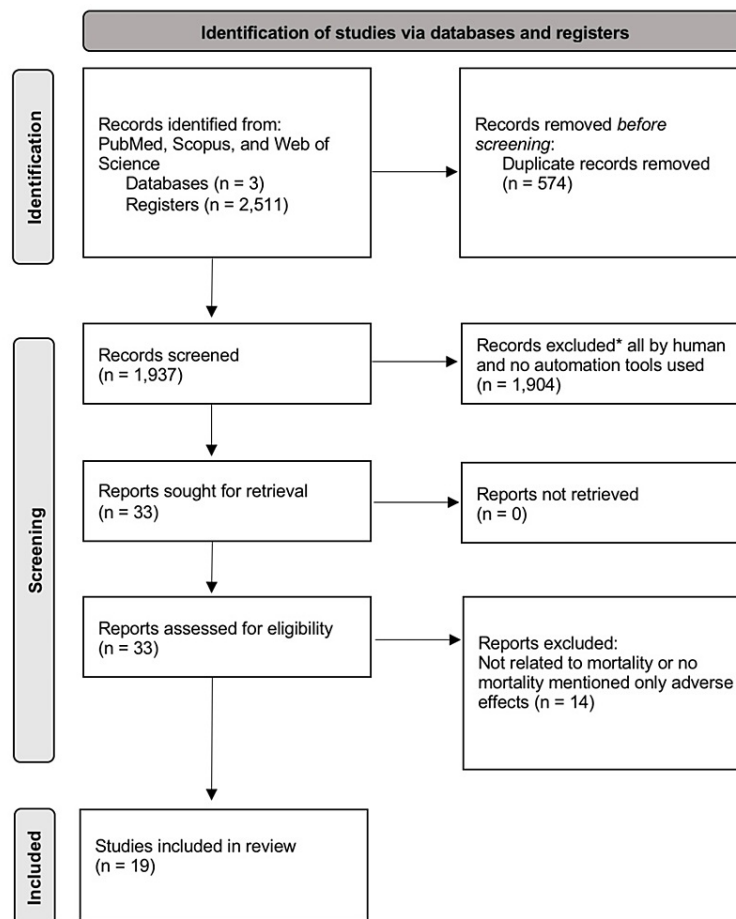 Identification of studies via databases and registers
Identification
Records identified from:
PubMed, Scopus, and Web of
Science
Databases (n = 3)
Registers (n = 2,511)
Records removed before
screening:
Duplicate records removed
(n = 574)
Screening
Records screened
(n = 1,937)
Records excluded* all by human
and no automation tools used
(n = 1,904)
Reports sought for retrieval
(n = 33)
Reports not retrieved
(n = 0)
Reports assessed for eligibility
(n = 33)
Reports excluded:
Not related to mortality or no
mortality mentioned only adverse
effects (n = 14)
Included
Studies included in review
(n = 19)